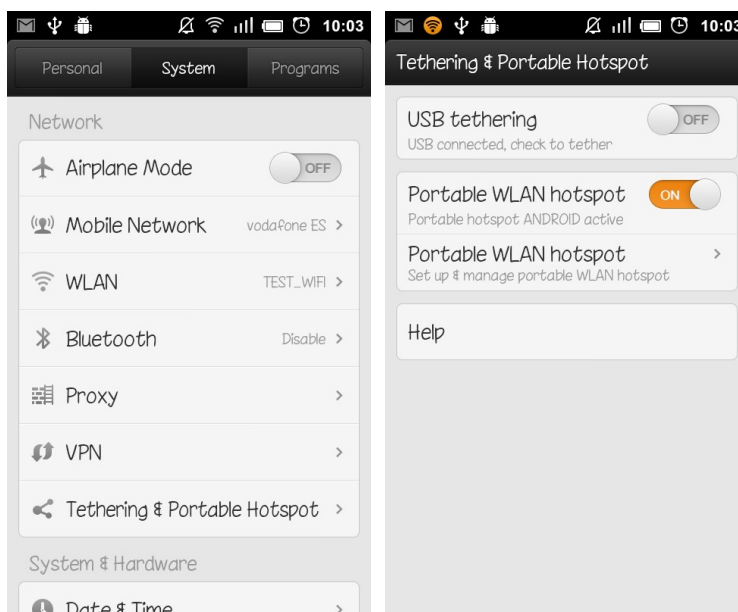 10:03
Personal System Programs
Network
Airplane Mode OFF
Mobile Network vodafone ES
WLAN TEST_WIFI
Bluetooth Disable
Proxy
VPN
Tethering & Portable Hotspot
System & Hardware
Date & Time
10:03
Tethering & Portable Hotspot
USB tethering OFF
USB connected, check to tether
Portable WLAN hotspot ON
Portable hotspot ANDROID active
Portable WLAN hotspot
Set up & manage portable WLAN hotspot
Help